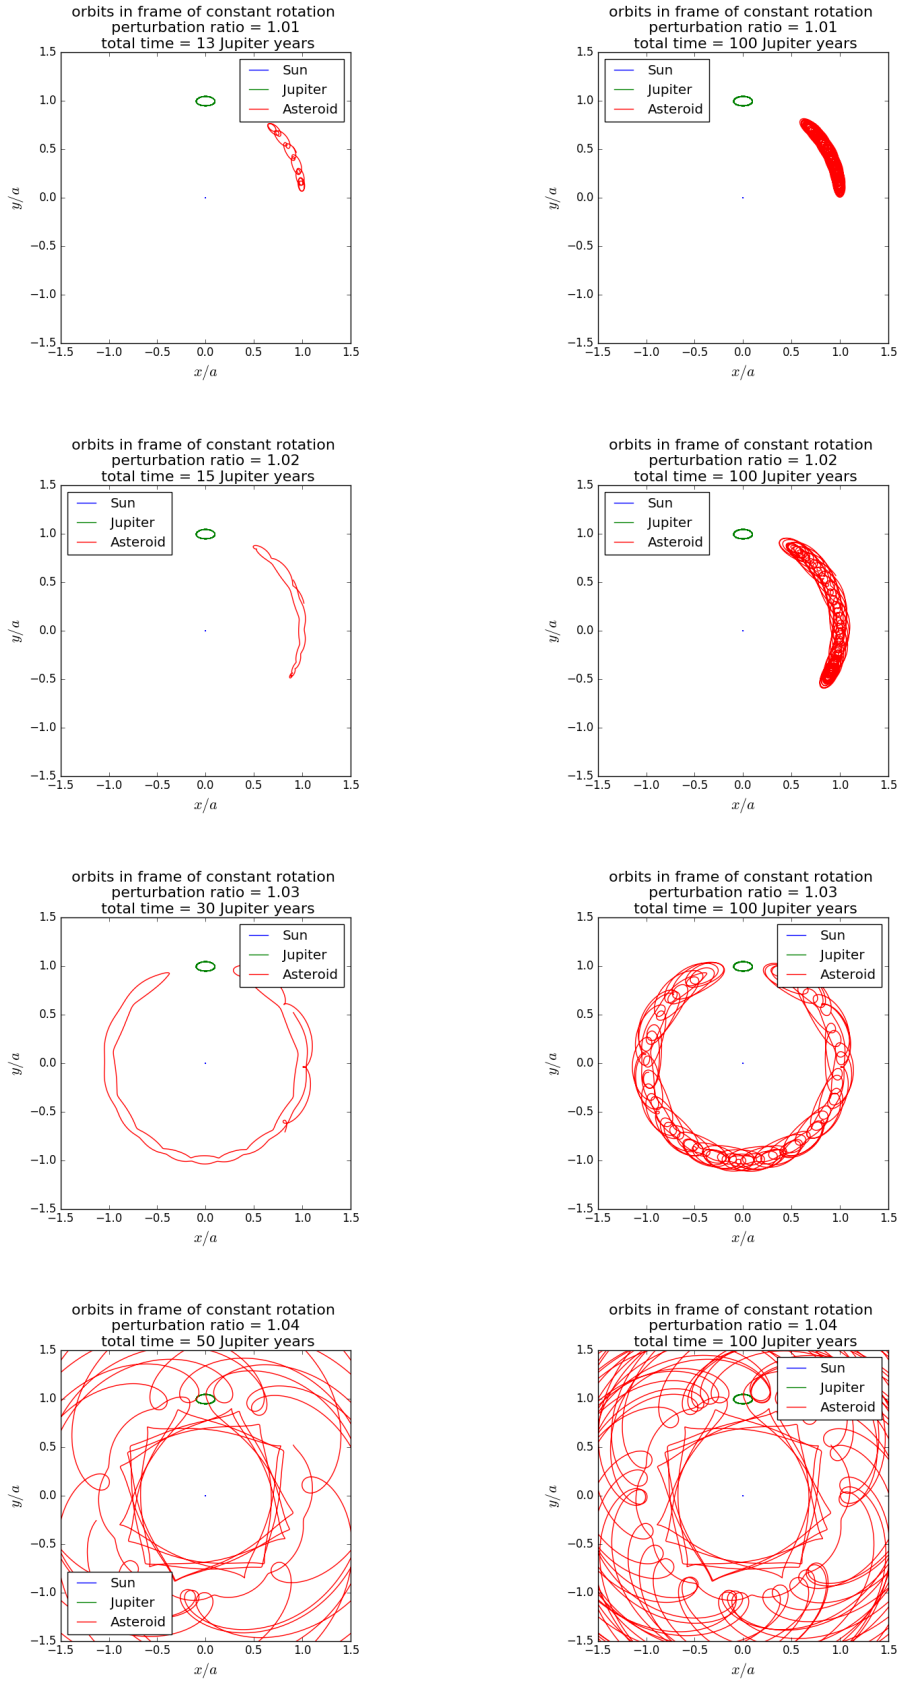 orbits in frame of constant rotation
perturbation ratio = 1.01
total time = 13 Jupiter years
1.5
1.0
0.5
0.0
−0.5
−1.0
−1.5
y/a
Sun
Jupiter
Asteroid
−1.5 −1.0 −0.5 0.0 0.5 1.0 1.5
x/a
orbits in frame of constant rotation
perturbation ratio = 1.01
total time = 100 Jupiter years
1.5
1.0
0.5
0.0
−0.5
−1.0
−1.5
y/a
Sun
Jupiter
Asteroid
−1.5 −1.0 −0.5 0.0 0.5 1.0 1.5
x/a
orbits in frame of constant rotation
perturbation ratio = 1.02
total time = 15 Jupiter years
1.5
1.0
0.5
0.0
−0.5
−1.0
−1.5
y/a
Sun
Jupiter
Asteroid
−1.5 −1.0 −0.5 0.0 0.5 1.0 1.5
x/a
orbits in frame of constant rotation
perturbation ratio = 1.02
total time = 100 Jupiter years
1.5
1.0
0.5
0.0
−0.5
−1.0
−1.5
y/a
Sun
Jupiter
Asteroid
−1.5 −1.0 −0.5 0.0 0.5 1.0 1.5
x/a
orbits in frame of constant rotation
perturbation ratio = 1.03
total time = 30 Jupiter years
1.5
1.0
0.5
0.0
−0.5
−1.0
−1.5
y/a
Sun
Jupiter
Asteroid
−1.5 −1.0 −0.5 0.0 0.5 1.0 1.5
x/a
orbits in frame of constant rotation
perturbation ratio = 1.03
total time = 100 Jupiter years
1.5
1.0
0.5
0.0
−0.5
−1.0
−1.5
y/a
Sun
Jupiter
Asteroid
−1.5 −1.0 −0.5 0.0 0.5 1.0 1.5
x/a
orbits in frame of constant rotation
perturbation ratio = 1.04
total time = 50 Jupiter years
1.5
1.0
0.5
0.0
−0.5
−1.0
−1.5
y/a
Sun
Jupiter
Asteroid
−1.5 −1.0 −0.5 0.0 0.5 1.0 1.5
x/a
orbits in frame of constant rotation
perturbation ratio = 1.04
total time = 100 Jupiter years
1.5
1.0
0.5
0.0
−0.5
−1.0
−1.5
y/a
Sun
Jupiter
Asteroid
−1.5 −1.0 −0.5 0.0 0.5 1.0 1.5
x/a